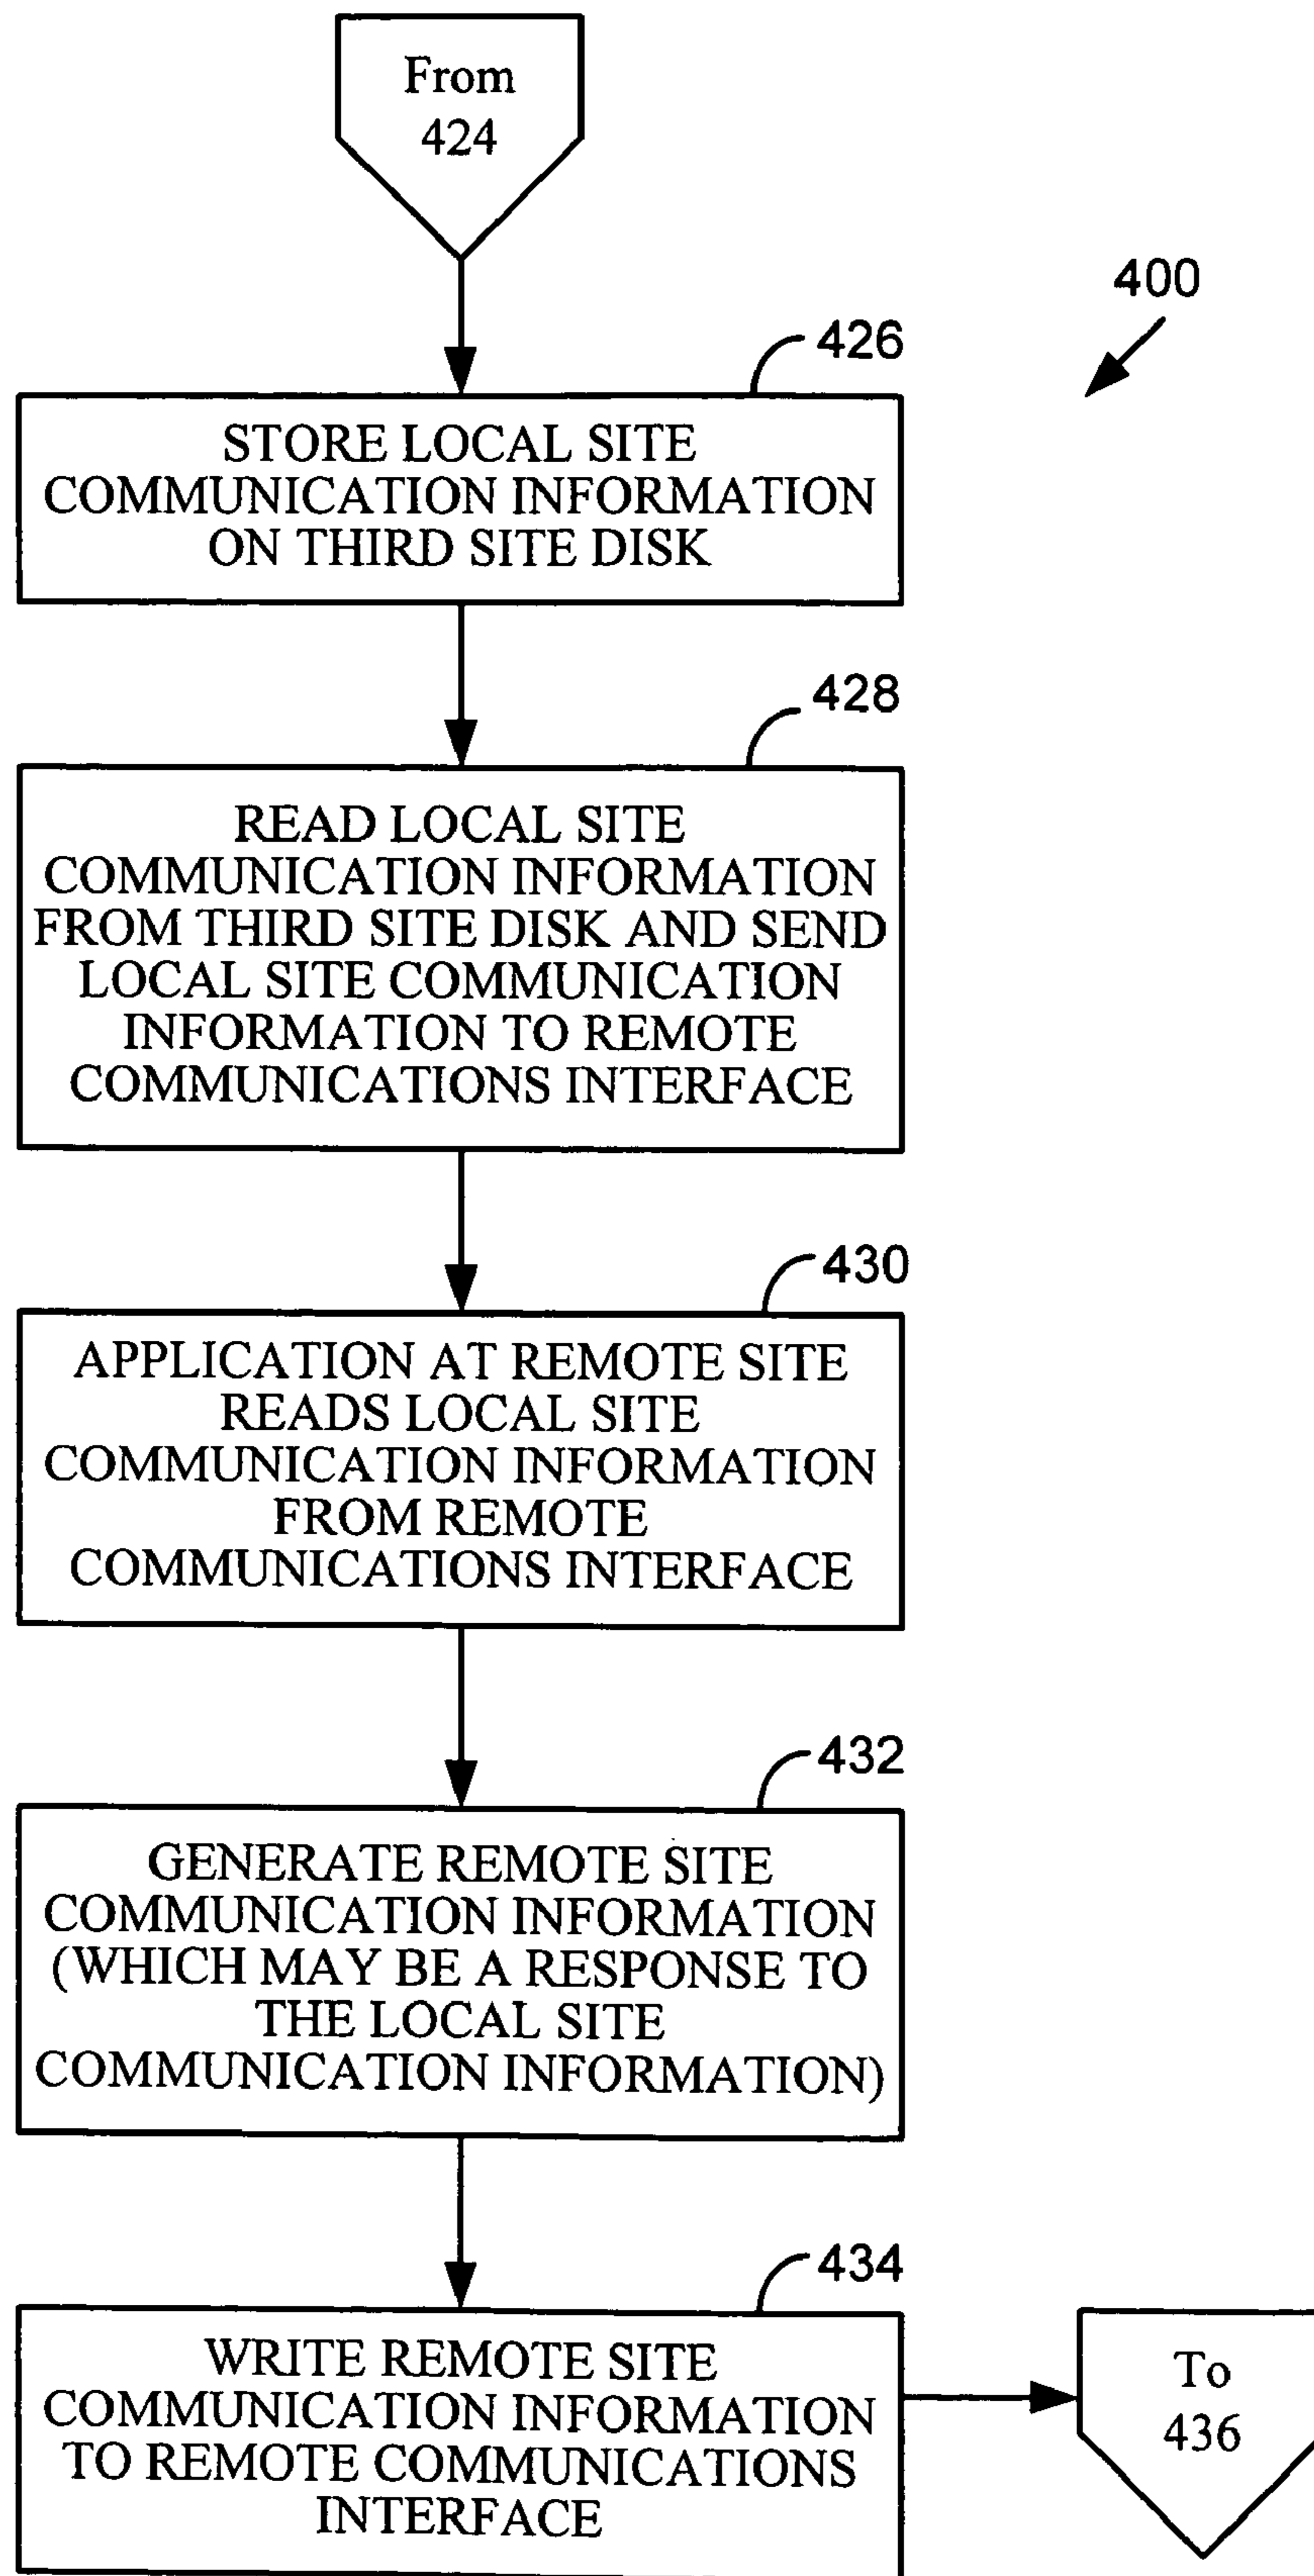 From
424
400
426
STORE LOCAL SITE
COMMUNICATION INFORMATION
ON THIRD SITE DISK
428
READ LOCAL SITE
COMMUNICATION INFORMATION
FROM THIRD SITE DISK AND SEND
LOCAL SITE COMMUNICATION
INFORMATION TO REMOTE
COMMUNICATIONS INTERFACE
430
APPLICATION AT REMOTE SITE
READS LOCAL SITE
COMMUNICATION INFORMATION
FROM REMOTE
COMMUNICATIONS INTERFACE
432
GENERATE REMOTE SITE
COMMUNICATION INFORMATION
(WHICH MAY BE A RESPONSE TO
THE LOCAL SITE
COMMUNICATION INFORMATION)
434
WRITE REMOTE SITE
COMMUNICATION INFORMATION
TO REMOTE COMMUNICATIONS
INTERFACE
To
436